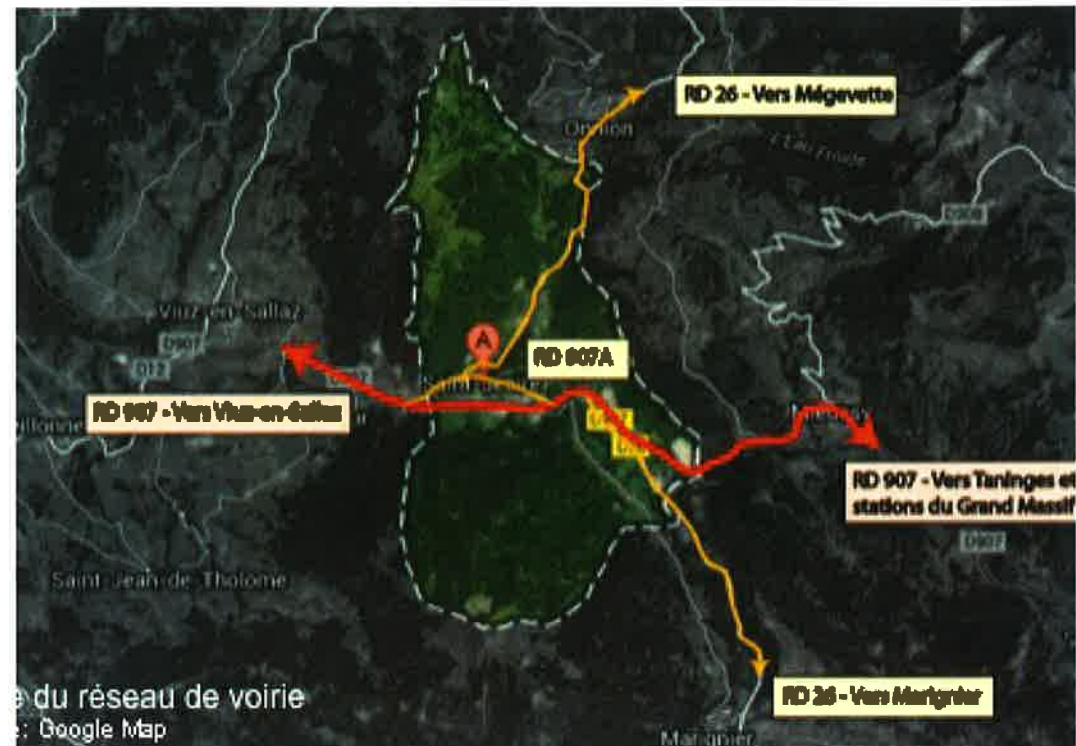 RD 26 - Vers Mégevette
Onnion
D908
Viuz-en-Sallaz
D907
D12
RD 907A
RD 907 - Vers Viuz-en-Sallaz
RD 907 - Vers Taninges et
stations du Grand Massif
D907
Saint-Jean-de-Tholome
RD 26 - Vers Marignier
Marignier
e du réseau de voirie
e: Google Map
A